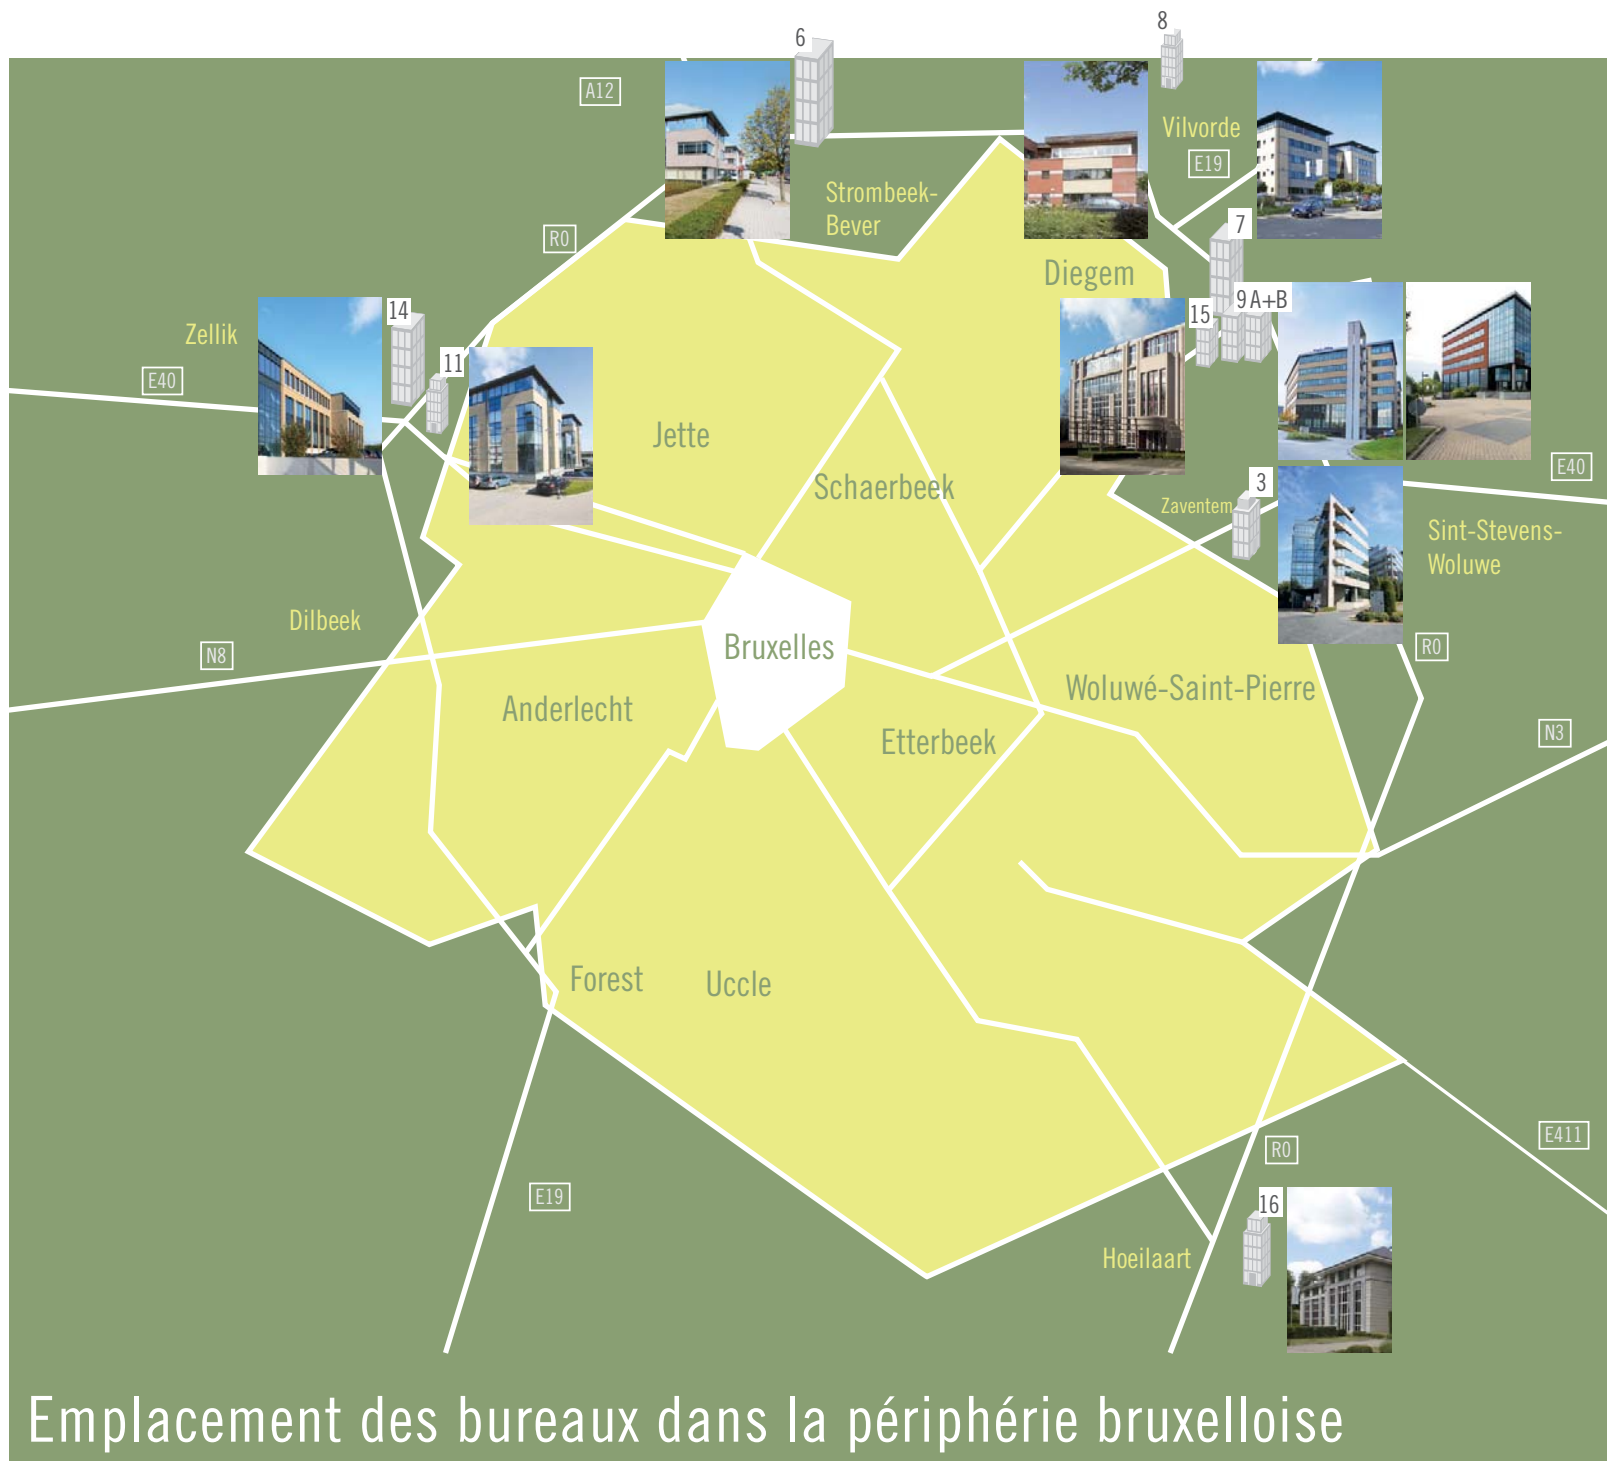 8
6
A12
Vilvorde
E19
Strombeek-
Bever
7
R0
Diegem
9A+B
14
15
Zellik
11
E40
Jette
E40
Schaerbeek
3
Zaventem
Sint-Stevens-
Woluwe
Dilbeek
N8
Bruxelles
R0
Woluwé-Saint-Pierre
Anderlecht
Etterbeek
N3
Forest
Uccle
E411
R0
E19
16
Hoeilaart
Emplacement des bureaux dans la périphérie bruxelloise